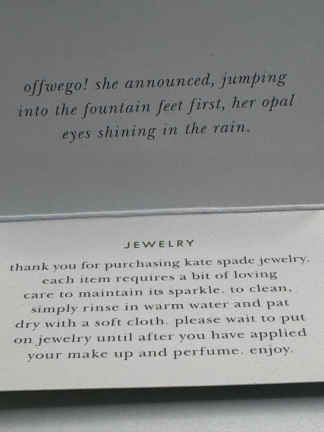 offwego! she announced, jumping
into the fountain feet first, her opal
eyes shining in the rain.
JEWELRY
thank you for purchasing kate spade jewelry.
each item requires a bit of loving
care to maintain its sparkle. to clean,
simply rinse in warm water and pat
dry with a soft cloth. please wait to put
on jewelry until after you have applied
your make up and perfume. enjoy.